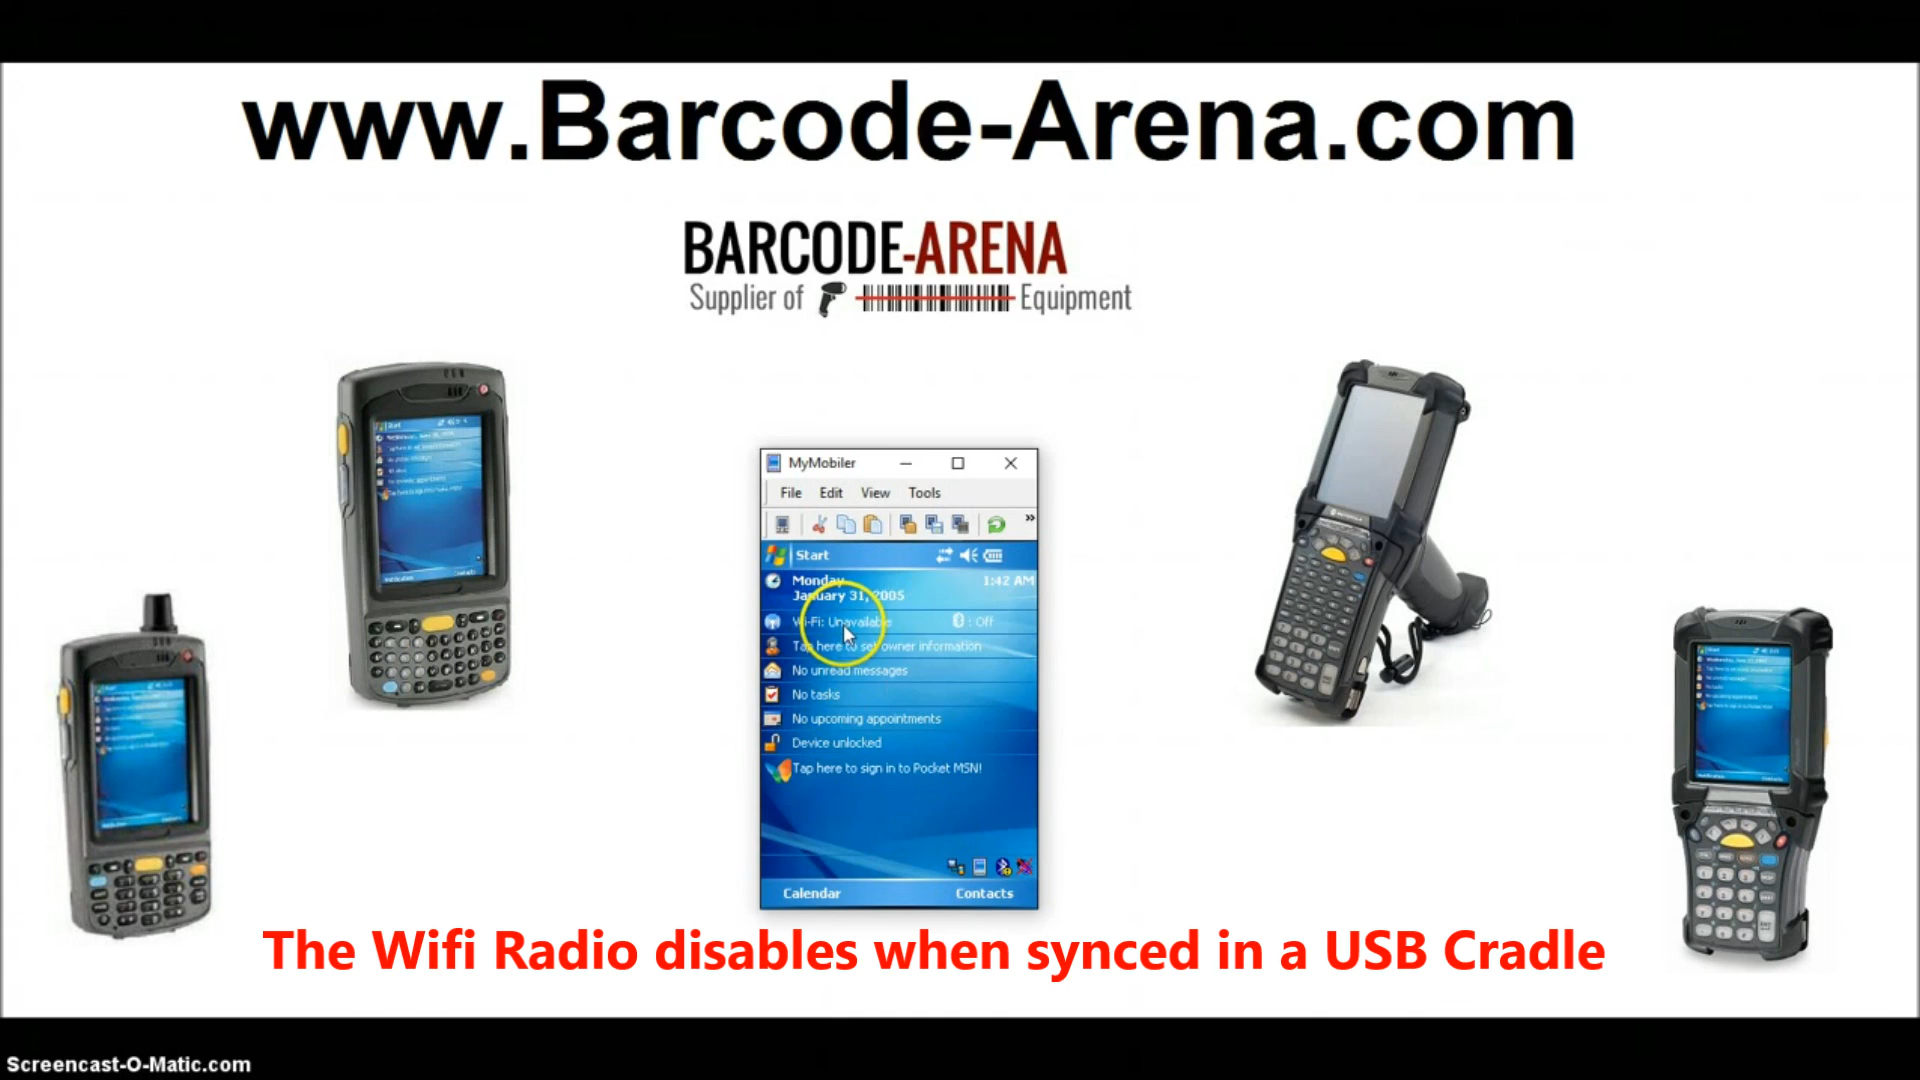 www.Barcode-Arena.com
BARCODE-ARENA
Supplier of Equipment
MyMobiler
File Edit View Tools
Start
Monday 1:42 AM
January 31, 2005
Wi-Fi: Unavailable : Off
Tap here to set owner information
No unread messages
No tasks
No upcoming appointments
Device unlocked
Tap here to sign in to Pocket MSN!
Calendar Contacts
The Wifi Radio disables when synced in a USB Cradle
Screencast-O-Matic.com